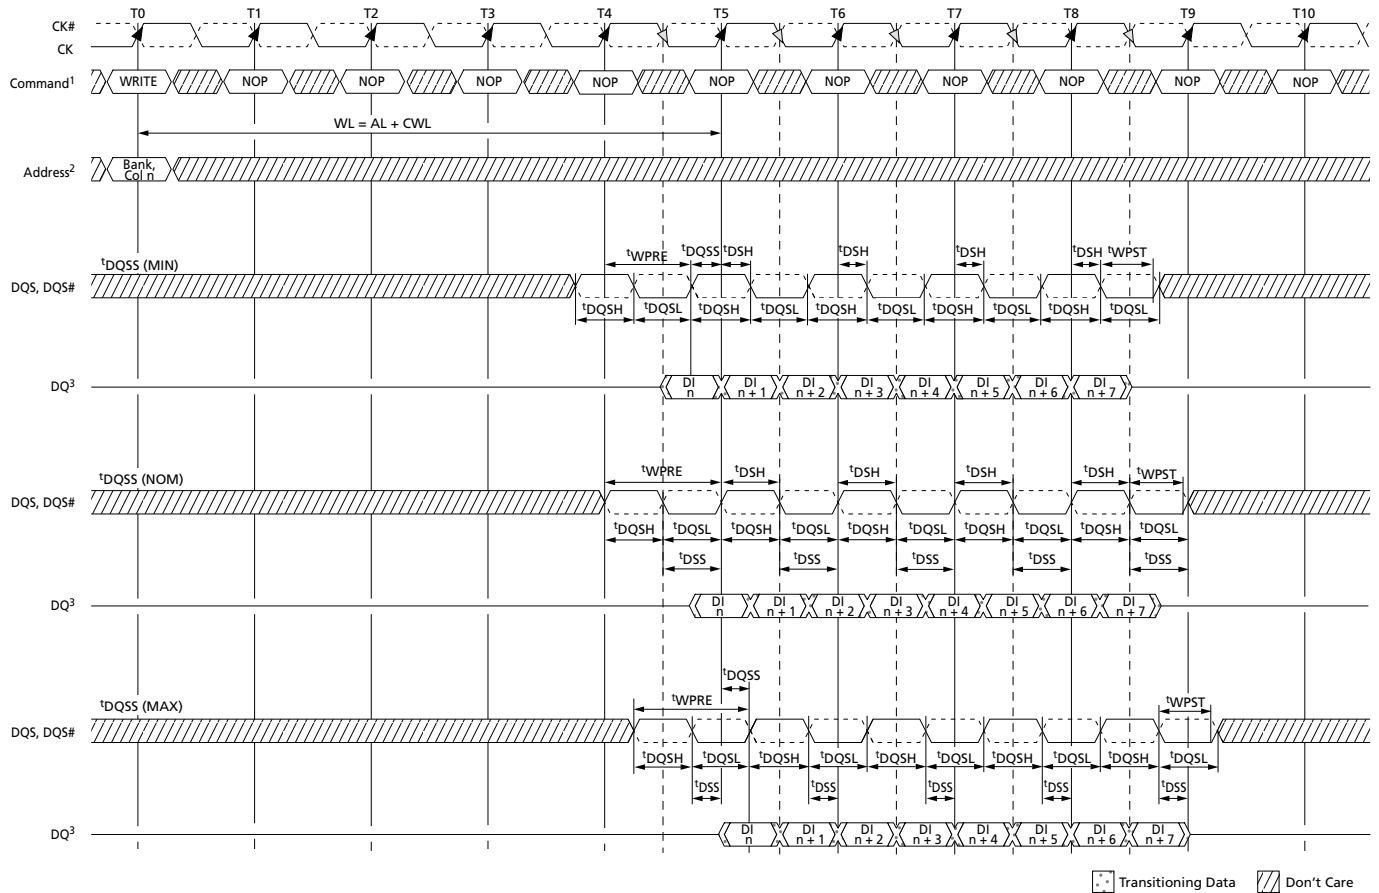 T0 T1 T2 T3 T4 T5 T6 T7 T8 T9 T10
CK#
CK
Command1 WRITE NOP NOP NOP NOP NOP NOP NOP NOP NOP NOP
WL = AL + CWL
Address2 Bank,
Col n
tDQSS (MIN) tWPRE tDQSS tDSH tDSH tDSH tDSH tWPST
DQS, DQS#
tDQSH tDQSL tDQSH tDQSL tDQSH tDQSL tDQSH tDQSL tDQSH tDQSL
DQ3 DI n DI n + 1 DI n + 2 DI n + 3 DI n + 4 DI n + 5 DI n + 6 DI n + 7
tDQSS (NOM) tWPRE tDSH tDSH tDSH tDSH tWPST
DQS, DQS#
tDQSH tDQSL tDQSH tDQSL tDQSH tDQSL tDQSH tDQSL tDQSH tDQSL
tDSS tDSS tDSS tDSS tDSS
DQ3 DI n DI n + 1 DI n + 2 DI n + 3 DI n + 4 DI n + 5 DI n + 6 DI n + 7
tDQSS
tDQSS (MAX) tWPRE tWPST
DQS, DQS#
tDQSH tDQSL tDQSH tDQSL tDQSH tDQSL tDQSH tDQSL tDQSH tDQSL
tDSS tDSS tDSS tDSS tDSS
DQ3 DI n DI n + 1 DI n + 2 DI n + 3 DI n + 4 DI n + 5 DI n + 6 DI n + 7
Transitioning Data Don't Care